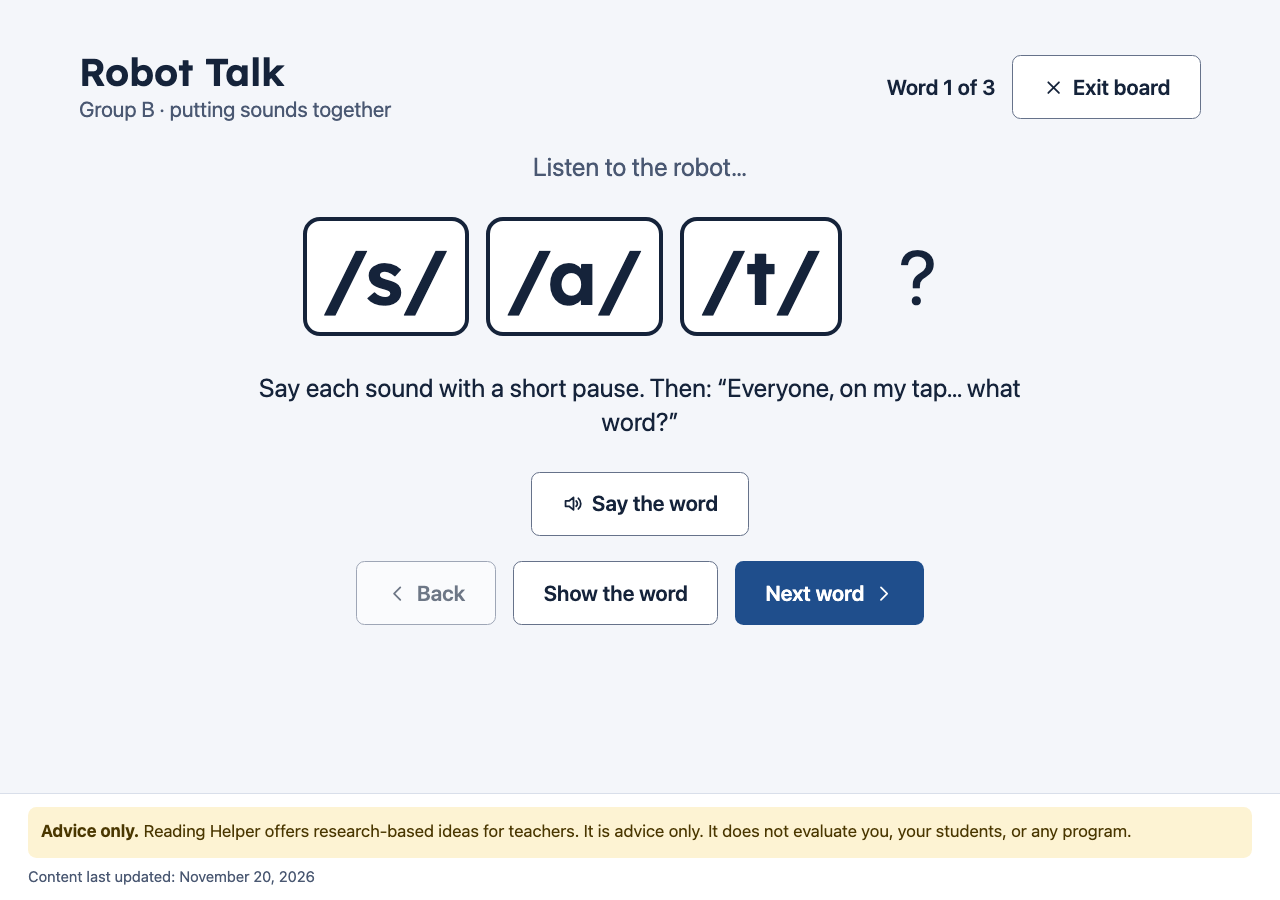 Robot Talk
Group B · putting sounds together
Word 1 of 3
Exit board
Listen to the robot…
/s/ /a/ /t/ ?
Say each sound with a short pause. Then: “Everyone, on my tap… what
word?”
Say the word
Back
Show the word
Next word
Advice only. Reading Helper offers research-based ideas for teachers. It is advice only. It does not evaluate you, your students, or any program.
Content last updated: November 20, 2026